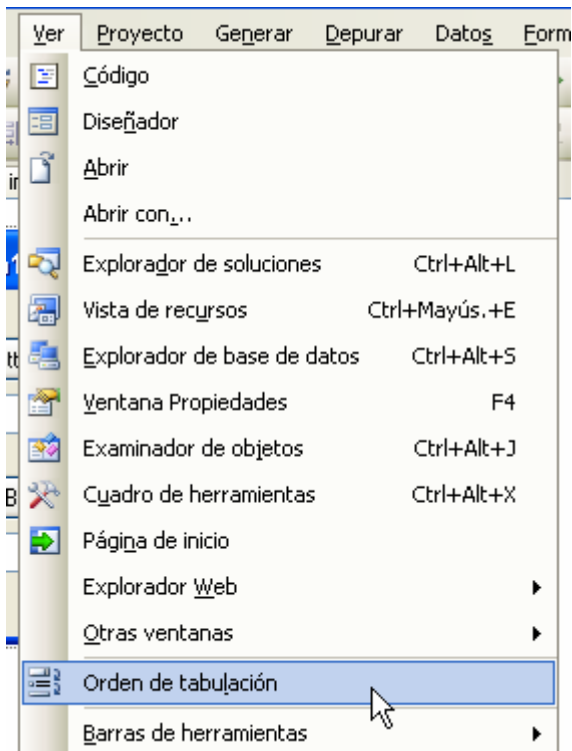 Ver Proyecto Generar Depurar Datos Form
Código
Diseñador
Abrir
Abrir con...
Explorador de soluciones Ctrl+Alt+L
Vista de recursos Ctrl+Mayús.+E
Explorador de base de datos Ctrl+Alt+S
Ventana Propiedades F4
Examinador de objetos Ctrl+Alt+J
Cuadro de herramientas Ctrl+Alt+X
Página de inicio
Explorador Web
Otras ventanas
Orden de tabulación
Barras de herramientas